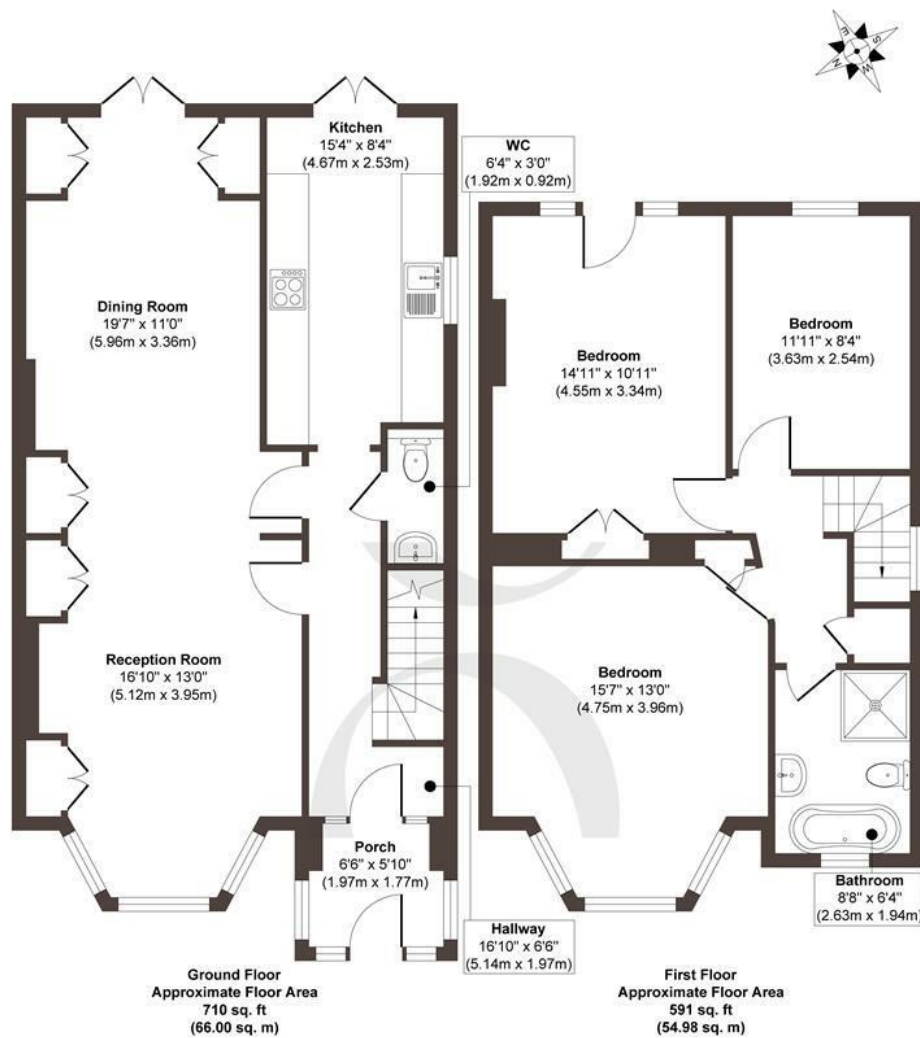 E
S
N
W
Kitchen
15'4" x 8'4"
(4.67m x 2.53m)
WC
6'4" x 3'0"
(1.92m x 0.92m)
Dining Room
19'7" x 11'0"
(5.96m x 3.36m)
Bedroom
14'11" x 10'11"
(4.55m x 3.34m)
Bedroom
11'11" x 8'4"
(3.63m x 2.54m)
Reception Room
16'10" x 13'0"
(5.12m x 3.95m)
Bedroom
15'7" x 13'0"
(4.75m x 3.96m)
Porch
6'6" x 5'10"
(1.97m x 1.77m)
Bathroom
8'8" x 6'4"
(2.63m x 1.94m)
Hallway
16'10" x 6'6"
(5.14m x 1.97m)
Ground Floor
Approximate Floor Area
710 sq. ft
(66.00 sq. m)
First Floor
Approximate Floor Area
591 sq. ft
(54.98 sq. m)